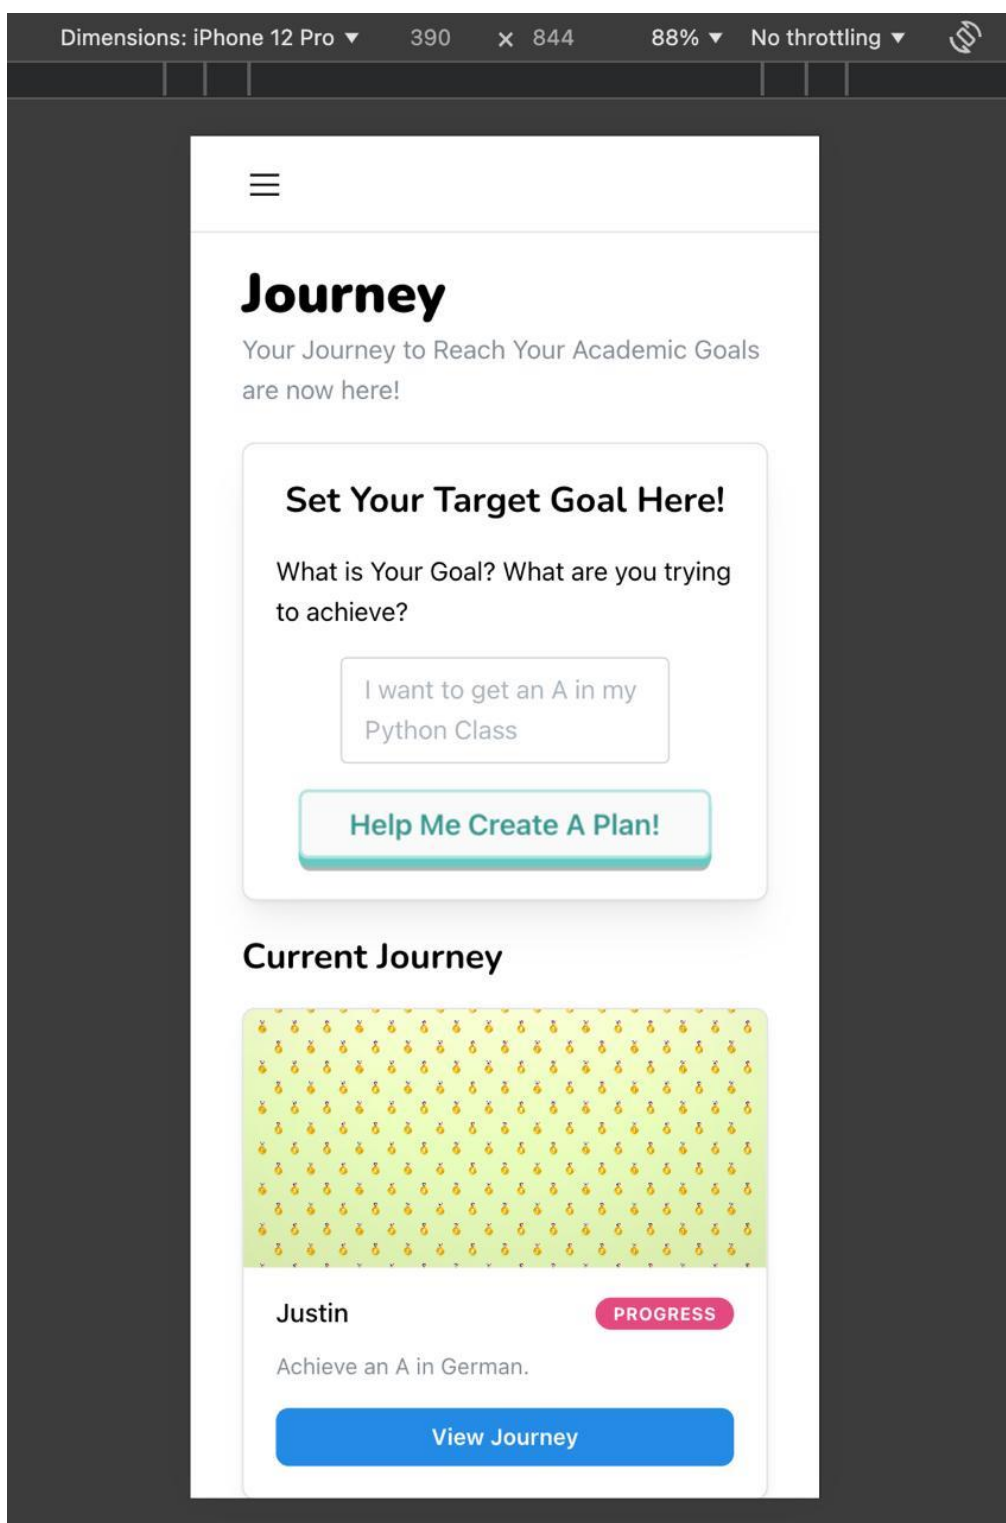 Dimensions: iPhone 12 Pro ▼ 390 × 844 88% ▼ No throttling ▼
Journey
Your Journey to Reach Your Academic Goals
are now here!
Set Your Target Goal Here!
What is Your Goal? What are you trying
to achieve?
I want to get an A in my
Python Class
Help Me Create A Plan!
Current Journey
Justin PROGRESS
Achieve an A in German.
View Journey